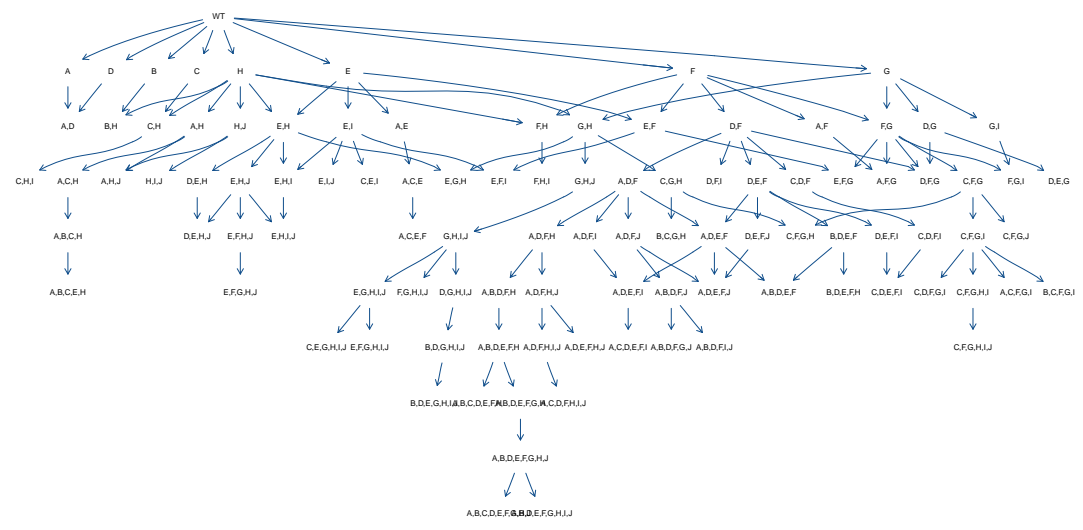 WT
A D B C H E F G
A,D B,H C,H A,H H,J E,H E,I A,E F,H G,H E,F D,F A,F F,G D,G G,I
C,H,I A,C,H A,H,J H,I,J D,E,H E,H,J E,H,I E,I,J C,E,I A,C,E E,G,H E,F,I F,H,I G,H,J A,D,F C,G,H D,F,I D,E,F C,D,F E,F,G A,F,G D,F,G C,F,G F,G,I D,E,G
A,B,C,H D,E,H,J E,F,H,J E,H,I,J A,C,E,F G,H,I,J A,D,F,H A,D,F,I A,D,F,J B,C,G,H A,D,E,F D,E,F,J C,F,G,H B,D,E,F D,E,F,I C,D,F,I C,F,G,I C,F,G,J
A,B,C,E,H E,F,G,H,J E,G,H,I,J F,G,H,I,J D,G,H,I,J A,B,D,F,H A,D,F,H,J A,D,E,F,I A,B,D,F,J A,D,E,F,J A,B,D,E,F B,D,E,F,H C,D,E,F,I C,D,F,G,I C,F,G,H,I A,C,F,G,I B,C,F,G,I
C,E,G,H,I,J E,F,G,H,I,J B,D,G,H,I,J A,B,D,E,F,H A,D,F,H,I,J A,D,E,F,H,J A,C,D,E,F,I A,B,D,F,G,J A,B,D,F,I,J C,F,G,H,I,J
A,C,D,F,H,I,J
A,B,D,E,F,G,H,J